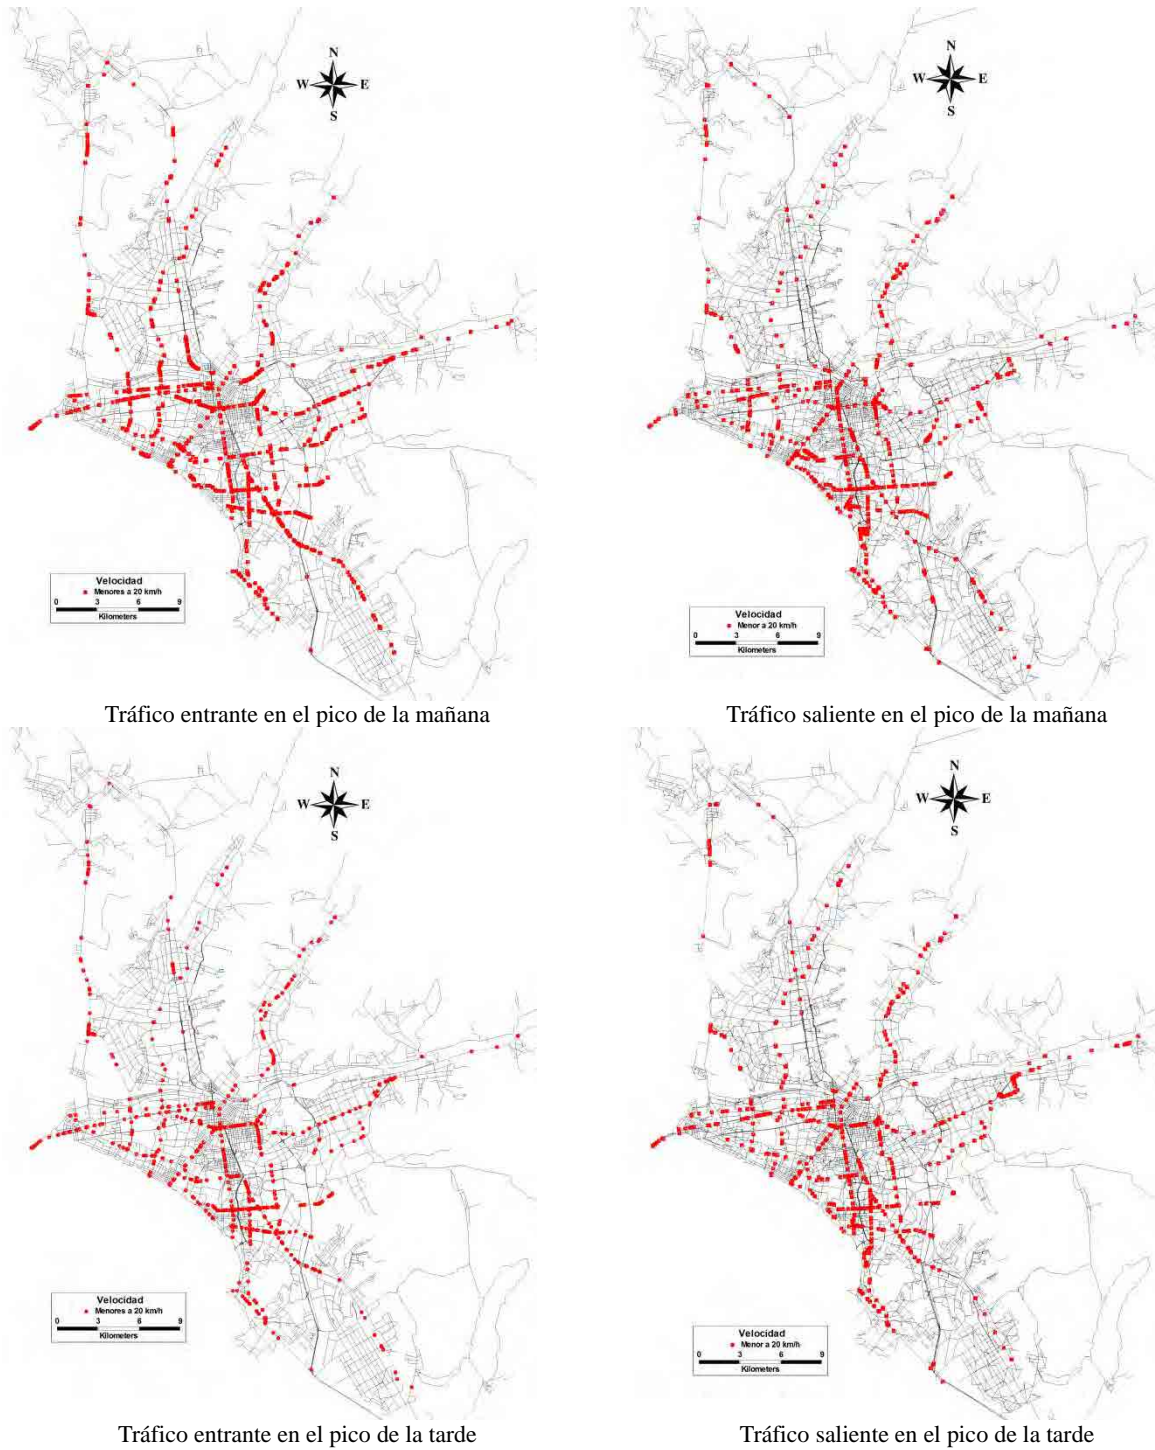 N
W E
S
Velocidad
Menores a 20 km/h
0 3 6 9
Kilometers
Tráfico entrante en el pico de la mañana
N
W E
S
Velocidad
Menor a 20 km/h
0 3 6 9
Kilometers
Tráfico saliente en el pico de la mañana
N
W E
S
Velocidad
Menores a 20 km/h
0 3 6 9
Kilometers
Tráfico entrante en el pico de la tarde
N
W E
S
Velocidad
Menor a 20 km/h
0 3 6 9
Kilometers
Tráfico saliente en el pico de la tarde